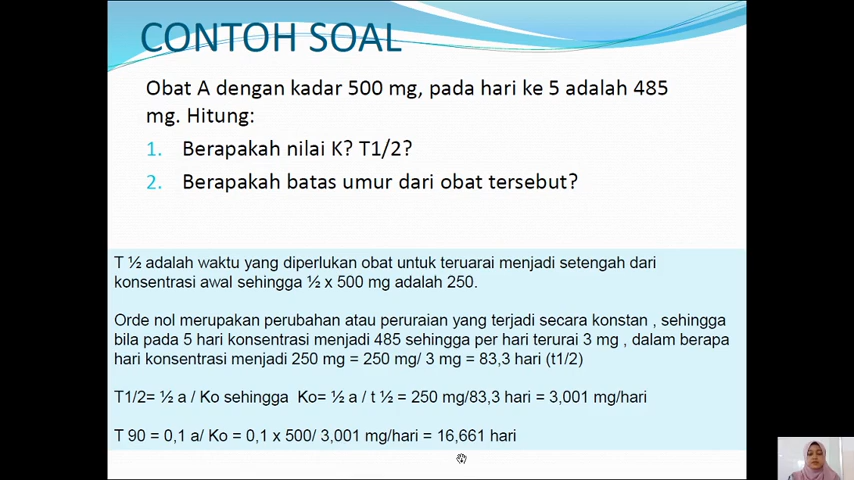 CONTOH SOAL
Obat A dengan kadar 500 mg, pada hari ke 5 adalah 485
mg. Hitung:
1. Berapakah nilai K? T1/2?
2. Berapakah batas umur dari obat tersebut?
T ½ adalah waktu yang diperlukan obat untuk teruarai menjadi setengah dari
konsentrasi awal sehingga ½ x 500 mg adalah 250.
Orde nol merupakan perubahan atau peruraian yang terjadi secara konstan , sehingga
bila pada 5 hari konsentrasi menjadi 485 sehingga per hari terurai 3 mg , dalam berapa
hari konsentrasi menjadi 250 mg = 250 mg/ 3 mg = 83,3 hari (t1/2)
T1/2= ½ a / Ko sehingga Ko= ½ a / t ½ = 250 mg/83,3 hari = 3,001 mg/hari
T 90 = 0,1 a/ Ko = 0,1 x 500/ 3,001 mg/hari = 16,661 hari